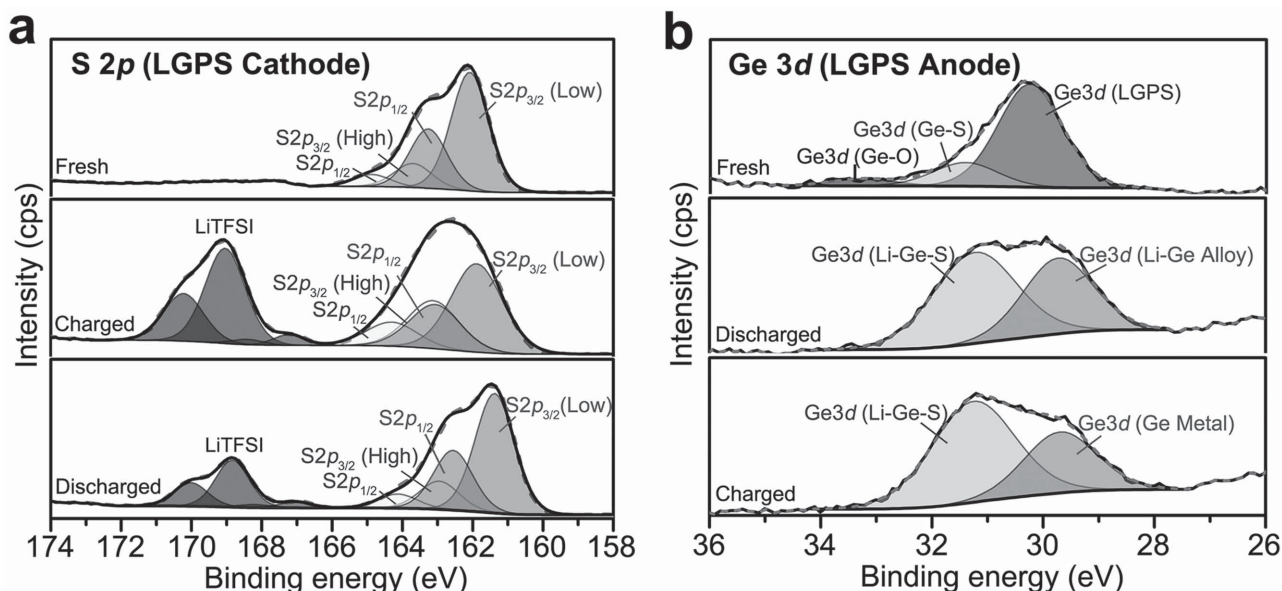 a
S 2p (LGPS Cathode)
S2p3/2 (Low)
S2p1/2
S2p3/2 (High)
S2p1/2
Fresh
LiTFSI
S2p1/2
S2p3/2 (Low)
S2p3/2 (High)
S2p1/2
Charged
S2p3/2(Low)
S2p1/2
LiTFSI
S2p3/2 (High)
S2p1/2
Discharged
Intensity (cps)
174 172 170 168 166 164 162 160 158
Binding energy (eV)
b
Ge 3d (LGPS Anode)
Ge3d (LGPS)
Ge3d (Ge-S)
Ge3d (Ge-O)
Fresh
Ge3d (Li-Ge-S)
Ge3d (Li-Ge Alloy)
Discharged
Ge3d (Li-Ge-S)
Ge3d (Ge Metal)
Charged
Intensity (cps)
36 34 32 30 28 26
Binding energy (eV)